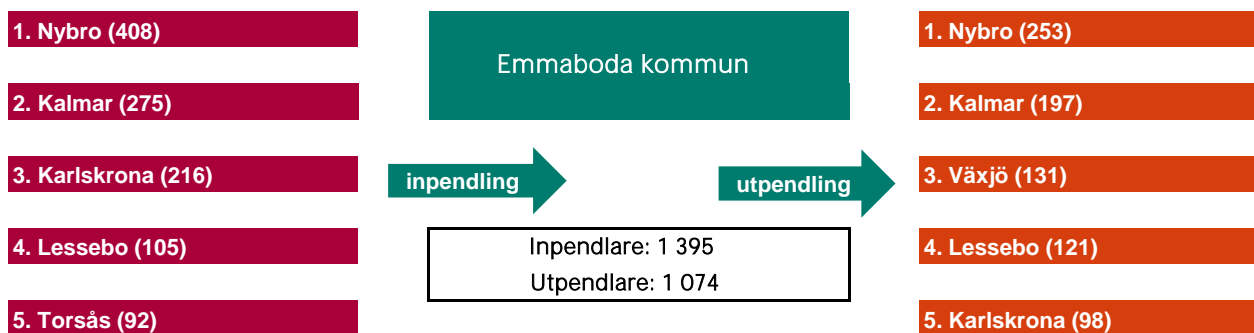 1. Nybro (408)
2. Kalmar (275)
3. Karlskrona (216)
4. Lessebo (105)
5. Torsås (92)
Emmaboda kommun
inpendling
utpendling
Inpendlare: 1 395
Utpendlare: 1 074
1. Nybro (253)
2. Kalmar (197)
3. Växjö (131)
4. Lessebo (121)
5. Karlskrona (98)